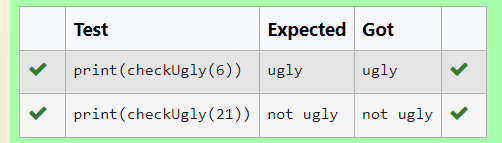 Test Expected Got
print(checkUgly(6)) ugly ugly
print(checkUgly(21)) not ugly not ugly